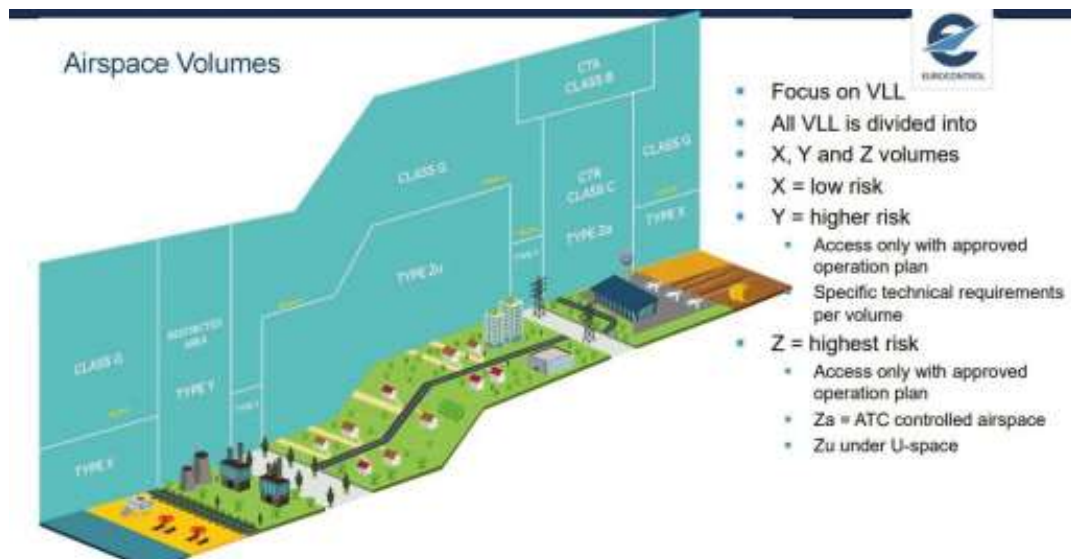 Airspace Volumes
EUROCONTROL
Focus on VLL
All VLL is divided into
X, Y and Z volumes
X = low risk
Y = higher risk
Access only with approved
operation plan
Specific technical requirements
per volume
Z = highest risk
Access only with approved
operation plan
Za = ATC controlled airspace
Zu under U-space
CLASS G
TYPE X
RESTRICTED
AREA
TYPE Y
CLASS G
TYPE Zu
CTA
CLASS B
CTR
CLASS C
TYPE Za
CLASS G
TYPE X